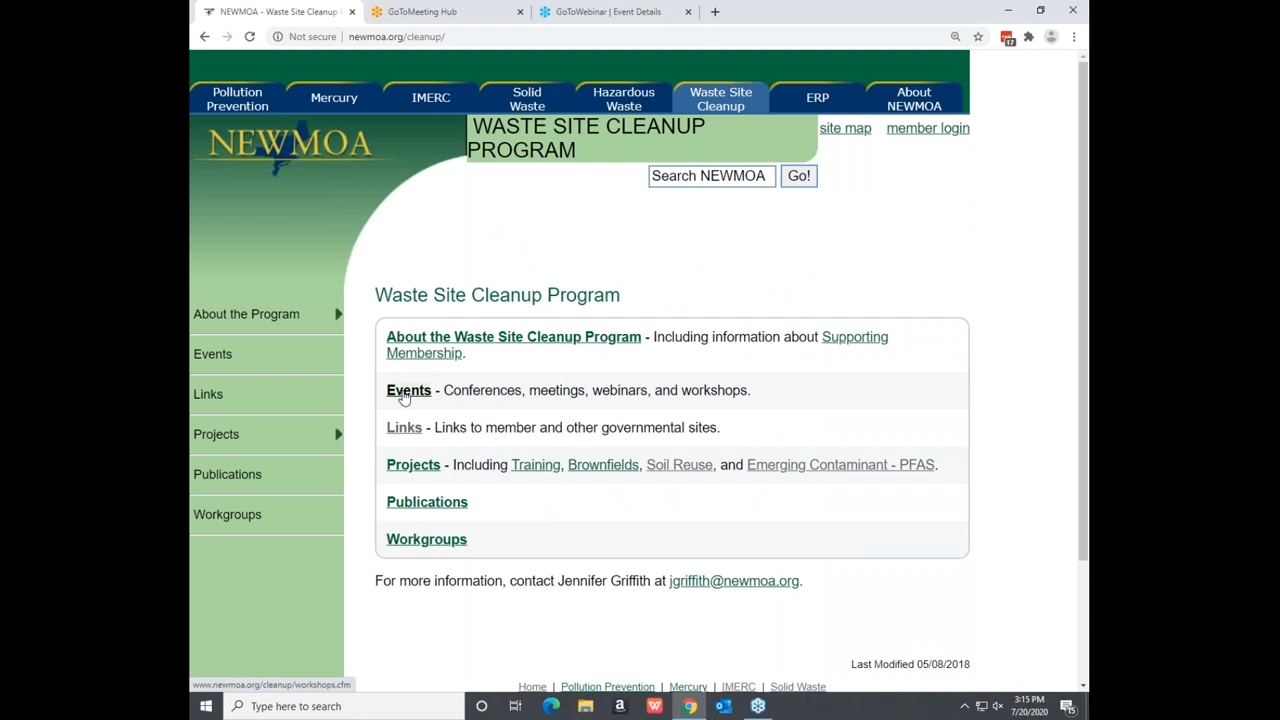 NEWMOA - Waste Site Cleanup
GoToMeeting Hub
GoToWebinar | Event Details
Not secure | newmoa.org/cleanup/
17
Pollution Prevention
Mercury
IMERC
Solid Waste
Hazardous Waste
Waste Site Cleanup
ERP
About NEWMOA
NEWMOA
WASTE SITE CLEANUP
PROGRAM
site map
member login
Search NEWMOA
Go!
About the Program
Events
Links
Projects
Publications
Workgroups
Waste Site Cleanup Program
About the Waste Site Cleanup Program - Including information about Supporting
Membership.
Events - Conferences, meetings, webinars, and workshops.
Links - Links to member and other governmental sites.
Projects - Including Training, Brownfields, Soil Reuse, and Emerging Contaminant - PFAS.
Publications
Workgroups
For more information, contact Jennifer Griffith at jgriffith@newmoa.org.
Last Modified 05/08/2018
www.newmoa.org/cleanup/workshops.cfm
Home | Pollution Prevention | Mercury | IMERC | Solid Waste
Type here to search
3:15 PM
7/20/2020
15